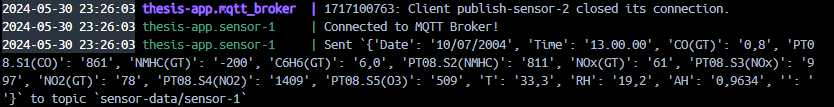 2024-05-30 23:26:03 thesis-app.mqtt_broker | 1717100763: Client publish-sensor-2 closed its connection.
2024-05-30 23:26:03 thesis-app.sensor-1 | Connected to MQTT Broker!
2024-05-30 23:26:03 thesis-app.sensor-1 | Sent `{'Date': '10/07/2004', 'Time': '13.00.00', 'CO(GT)': '0,8', 'PT0
8.S1(CO)': '861', 'NMHC(GT)': '-200', 'C6H6(GT)': '6,0', 'PT08.S2(NMHC)': '811', 'NOx(GT)': '61', 'PT08.S3(NOx)': '9
97', 'NO2(GT)': '78', 'PT08.S4(NO2)': '1409', 'PT08.S5(O3)': '509', 'T': '33,3', 'RH': '19,2', 'AH': '0,9634', '': '
'}` to topic `sensor-data/sensor-1`